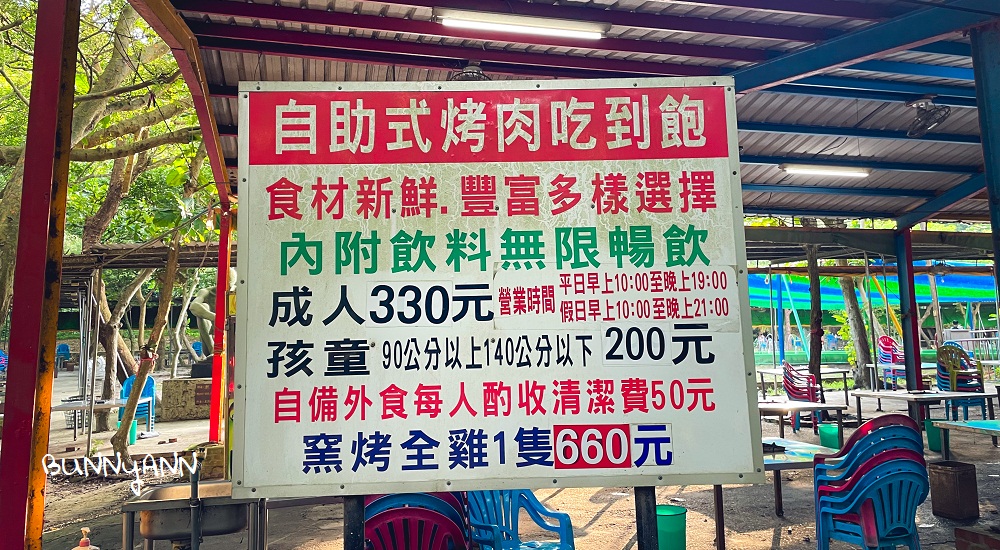 自助式烤肉吃到飽
食材新鮮.豐富多樣選擇
內附飲料無限暢飲
成人330元 營業時間 平日早上10:00至晚上19:00
假日早上10:00至晚上21:00
孩童 90公分以上140公分以下 200元
自備外食每人酌收清潔費50元
窯烤全雞1隻660元
BUNNYANN